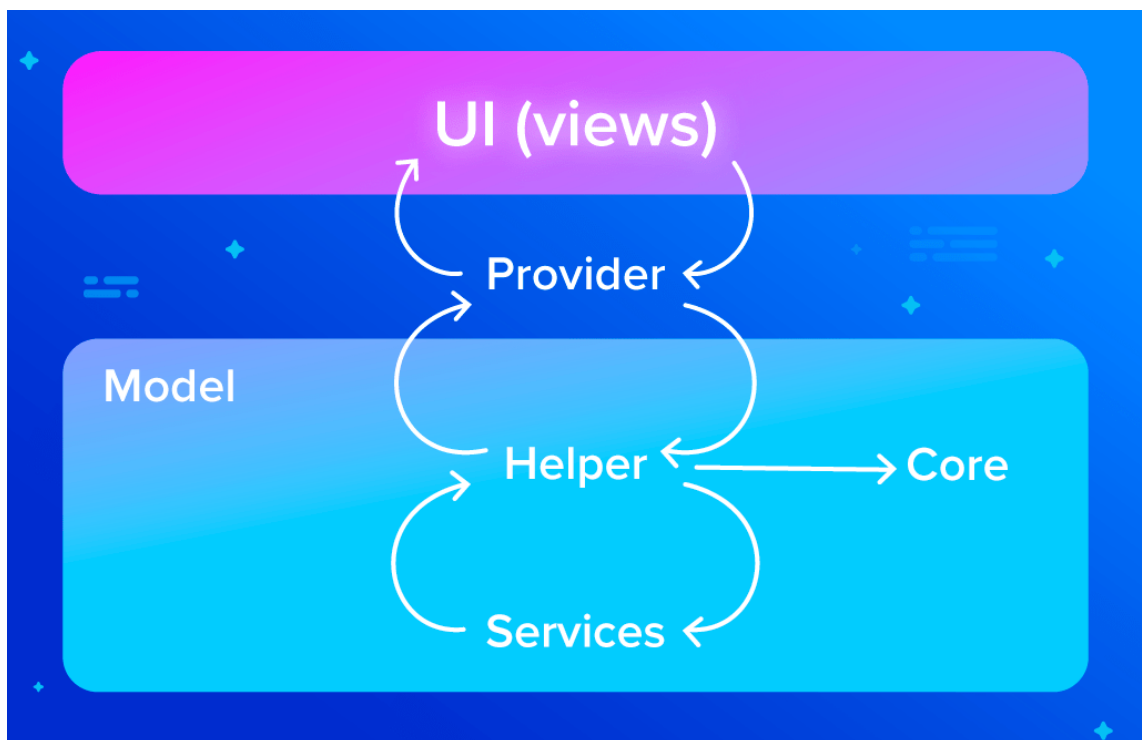 UI (views)
Provider
Model
Helper
Core
Services